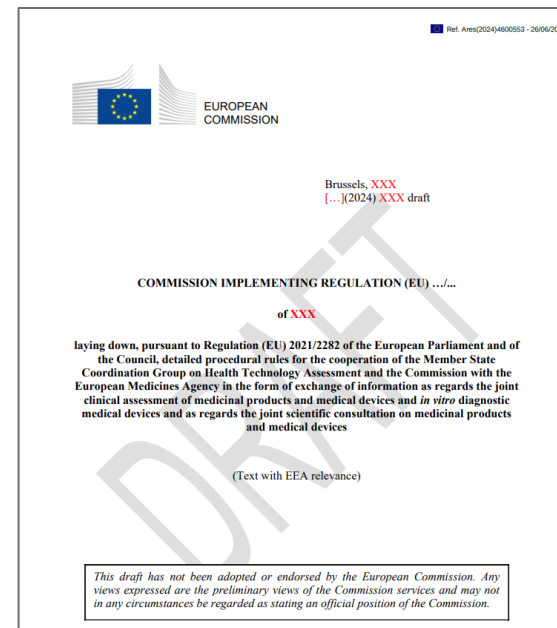 Ref. Ares(2024)4600553 - 26/06/20
EUROPEAN
COMMISSION
Brussels, XXX
[…](2024) XXX draft
COMMISSION IMPLEMENTING REGULATION (EU) …/...
of XXX
laying down, pursuant to Regulation (EU) 2021/2282 of the European Parliament and of
the Council, detailed procedural rules for the cooperation of the Member State
Coordination Group on Health Technology Assessment and the Commission with the
European Medicines Agency in the form of exchange of information as regards the joint
clinical assessment of medicinal products and medical devices and in vitro diagnostic
medical devices and as regards the joint scientific consultation on medicinal products
and medical devices
(Text with EEA relevance)
DRAFT
This draft has not been adopted or endorsed by the European Commission. Any
views expressed are the preliminary views of the Commission services and may not
in any circumstances be regarded as stating an official position of the Commission.